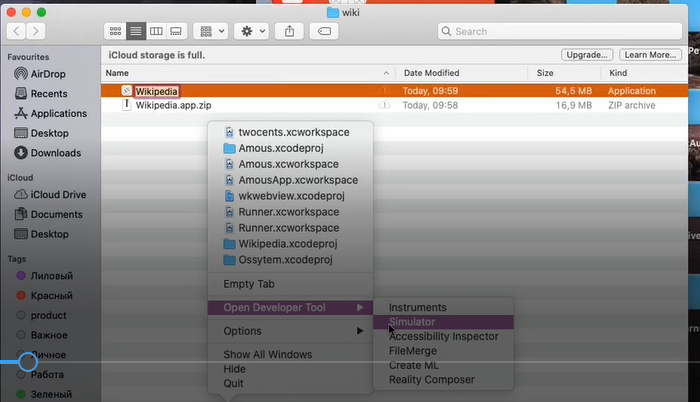 wiki
Search
iCloud storage is full.
Upgrade...
Learn More...
Name
Date Modified
Size
Kind
Wikipedia
Today, 09:59
54,5 MB
Application
Wikipedia.app.zip
Today, 09:58
16,9 MB
ZIP archive
Favourites
AirDrop
Recents
Applications
Desktop
Downloads
iCloud
iCloud Drive
Documents
Desktop
Tags
Лиловый
Красный
product
Важное
Личное
Работа
Зеленый
twocents.xcworkspace
Amous.xcodeproj
Amous.xcworkspace
AmousApp.xcworkspace
wkwebview.xcodeproj
Runner.xcworkspace
Runner.xcworkspace
Wikipedia.xcodeproj
Ossytem.xcodeproj
Empty Tab
Open Developer Tool
Options
Show All Windows
Hide
Quit
Instruments
Simulator
Accessibility Inspector
FileMerge
Create ML
Reality Composer